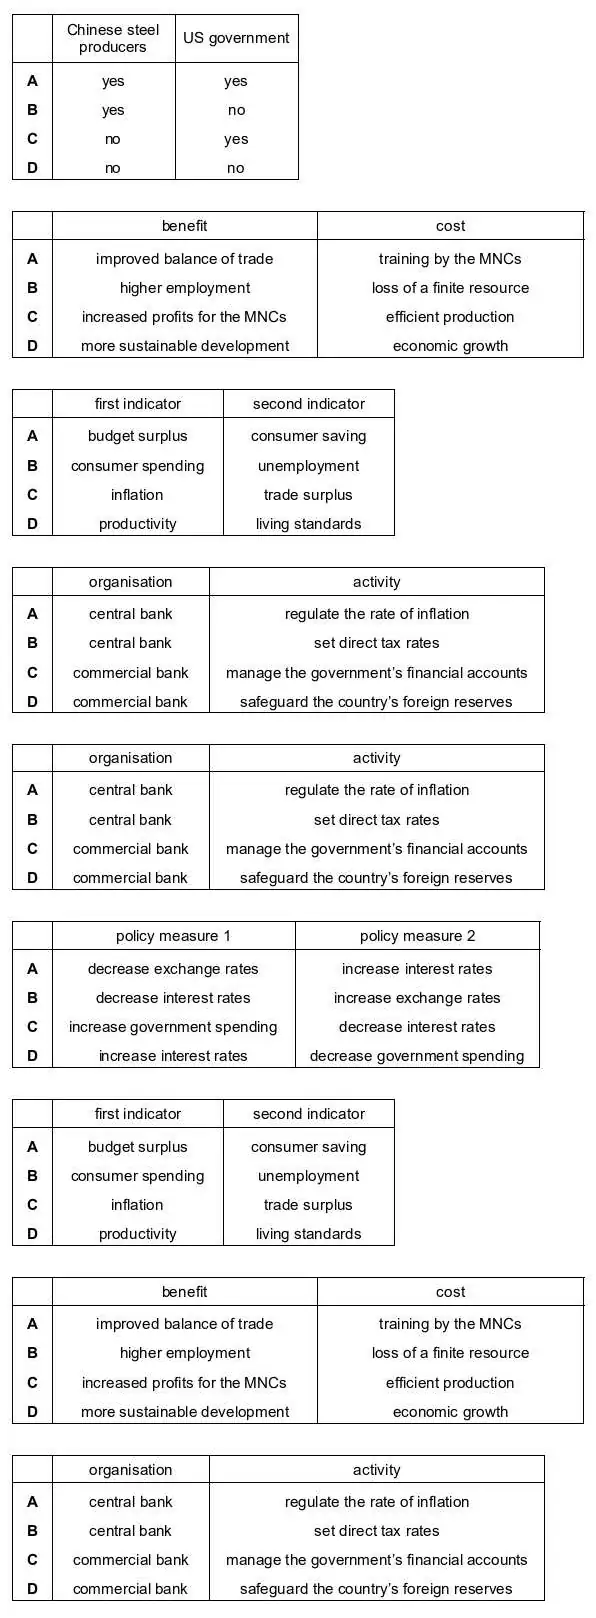 Chinese steel producers US government
A yes yes
B yes no
C no yes
D no no
benefit cost
A improved balance of trade training by the MNCs
B higher employment loss of a finite resource
C increased profits for the MNCs efficient production
D more sustainable development economic growth
first indicator second indicator
A budget surplus consumer saving
B consumer spending unemployment
C inflation trade surplus
D productivity living standards
organisation activity
A central bank regulate the rate of inflation
B central bank set direct tax rates
C commercial bank manage the government’s financial accounts
D commercial bank safeguard the country’s foreign reserves
organisation activity
A central bank regulate the rate of inflation
B central bank set direct tax rates
C commercial bank manage the government’s financial accounts
D commercial bank safeguard the country’s foreign reserves
policy measure 1 policy measure 2
A decrease exchange rates increase interest rates
B decrease interest rates increase exchange rates
C increase government spending decrease interest rates
D increase interest rates decrease government spending
first indicator second indicator
A budget surplus consumer saving
B consumer spending unemployment
C inflation trade surplus
D productivity living standards
benefit cost
A improved balance of trade training by the MNCs
B higher employment loss of a finite resource
C increased profits for the MNCs efficient production
D more sustainable development economic growth
organisation activity
A central bank regulate the rate of inflation
B central bank set direct tax rates
C commercial bank manage the government’s financial accounts
D commercial bank safeguard the country’s foreign reserves